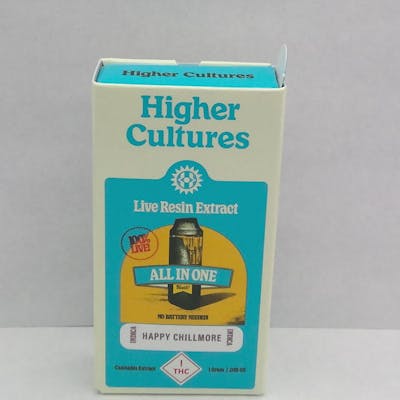 Higher Cultures
Higher
Cultures
Live Resin Extract
100%
LIVE!
ALL IN ONE
NO BATTERY NEEDED!
INDICA
HAPPY CHILLMORE
INDICA
Cannabis Extract
I
THC